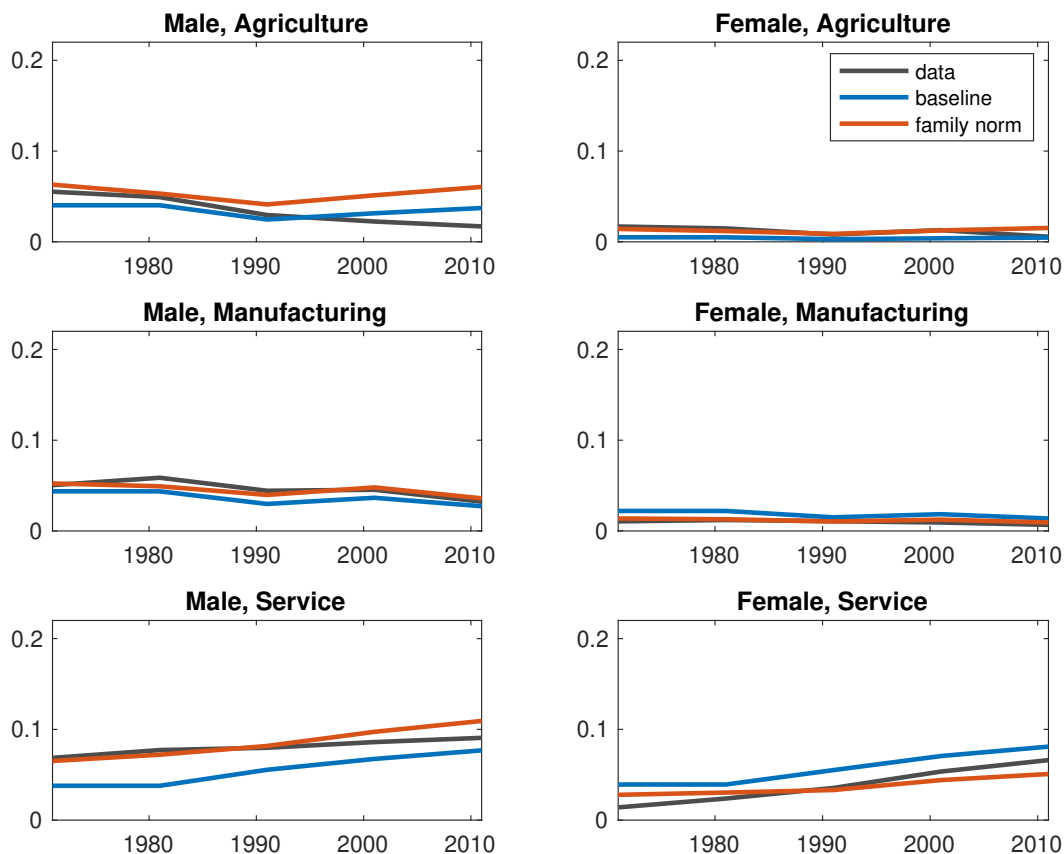 Male, Agriculture
0.2
0.1
0
1980 1990 2000 2010
Female, Agriculture
data
baseline
family norm
0.2
0.1
0
1980 1990 2000 2010
Male, Manufacturing
0.2
0.1
0
1980 1990 2000 2010
Female, Manufacturing
0.2
0.1
0
1980 1990 2000 2010
Male, Service
0.2
0.1
0
1980 1990 2000 2010
Female, Service
0.2
0.1
0
1980 1990 2000 2010